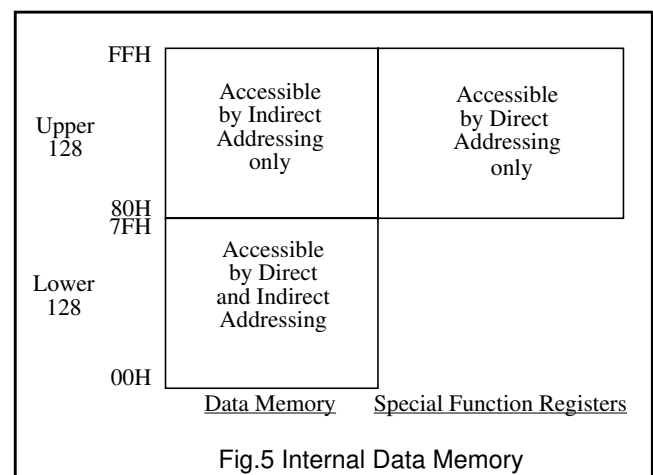 FFH
Upper
128
80H
7FH
Lower
128
00H
Accessible
by Indirect
Addressing
only
Accessible
by Direct
Addressing
only
Accessible
by Direct
and Indirect
Addressing
Data Memory
Special Function Registers
Fig.5 Internal Data Memory